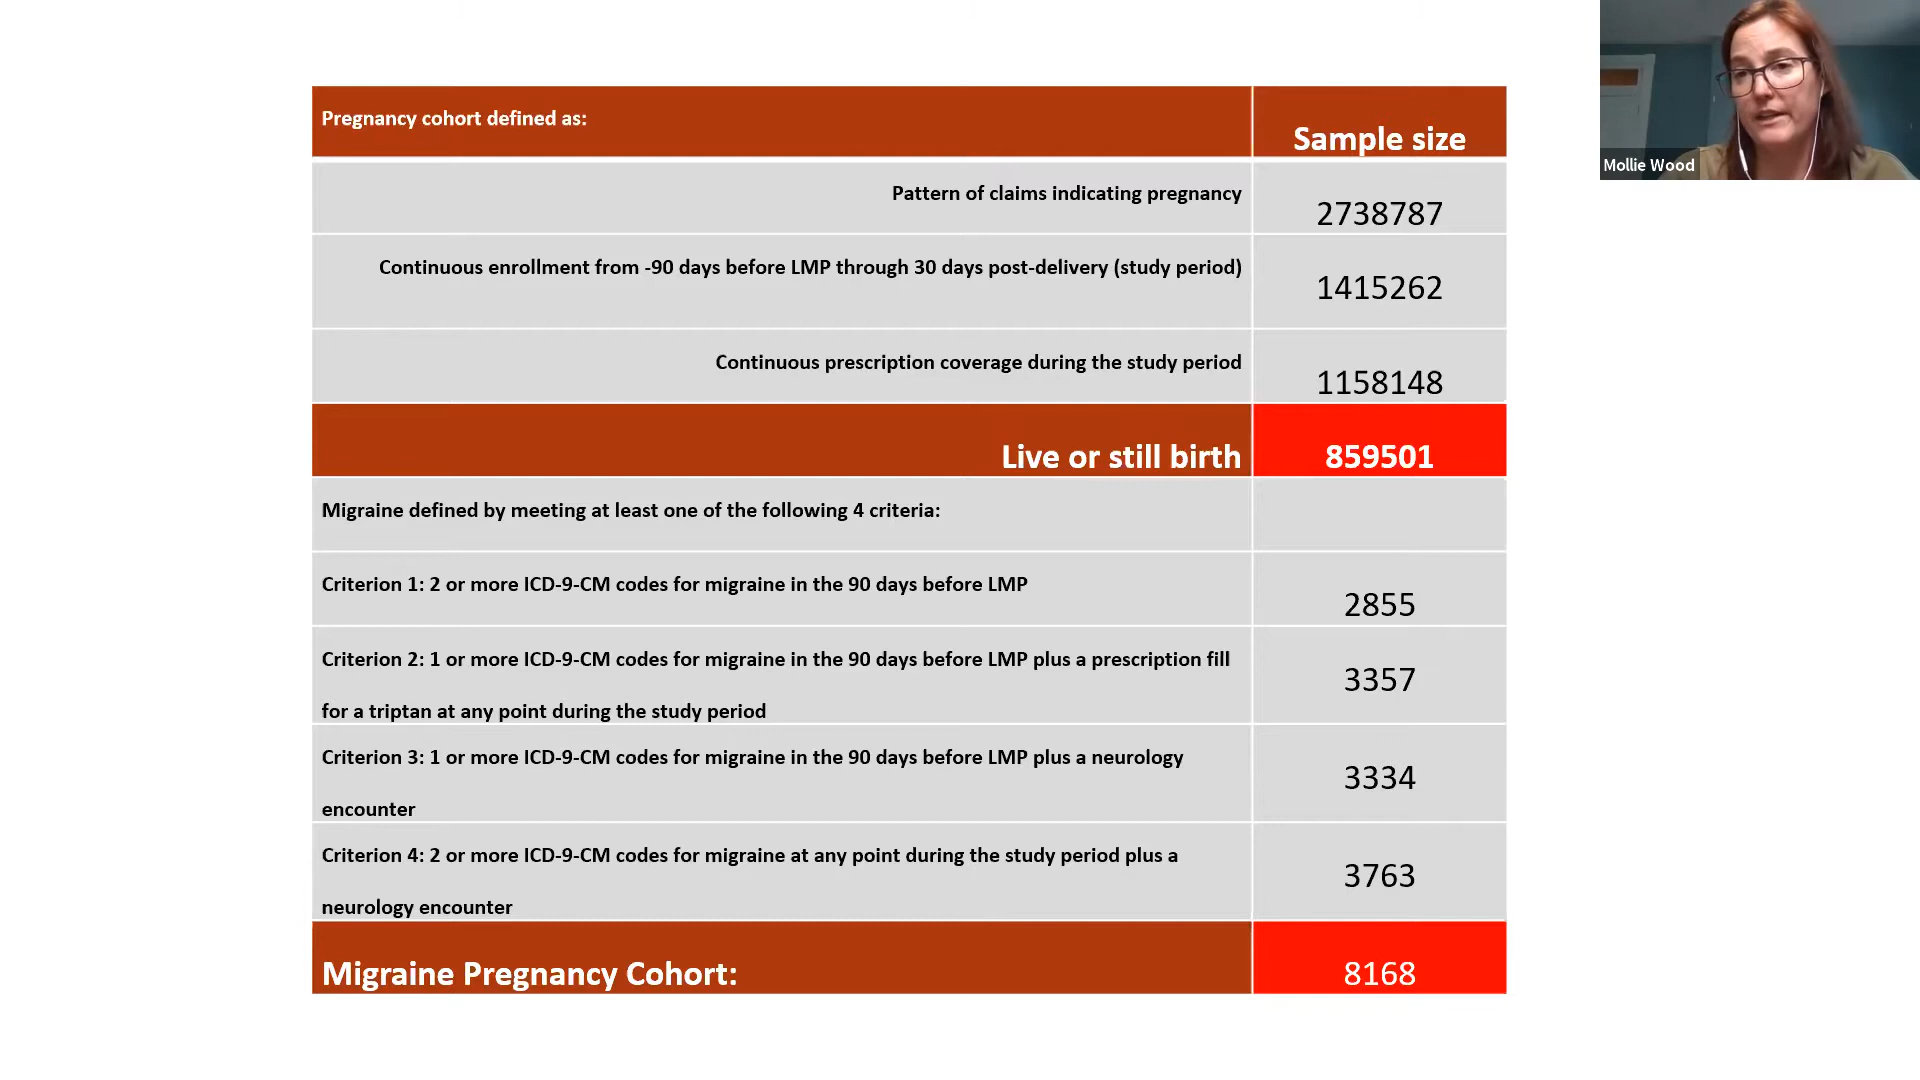 Pregnancy cohort defined as:
Sample size
Pattern of claims indicating pregnancy
2738787
Continuous enrollment from -90 days before LMP through 30 days post-delivery (study period)
1415262
Continuous prescription coverage during the study period
1158148
Live or still birth
859501
Migraine defined by meeting at least one of the following 4 criteria:
Criterion 1: 2 or more ICD-9-CM codes for migraine in the 90 days before LMP
2855
Criterion 2: 1 or more ICD-9-CM codes for migraine in the 90 days before LMP plus a prescription fill
for a triptan at any point during the study period
3357
Criterion 3: 1 or more ICD-9-CM codes for migraine in the 90 days before LMP plus a neurology
encounter
3334
Criterion 4: 2 or more ICD-9-CM codes for migraine at any point during the study period plus a
neurology encounter
3763
Migraine Pregnancy Cohort:
8168
Mollie Wood